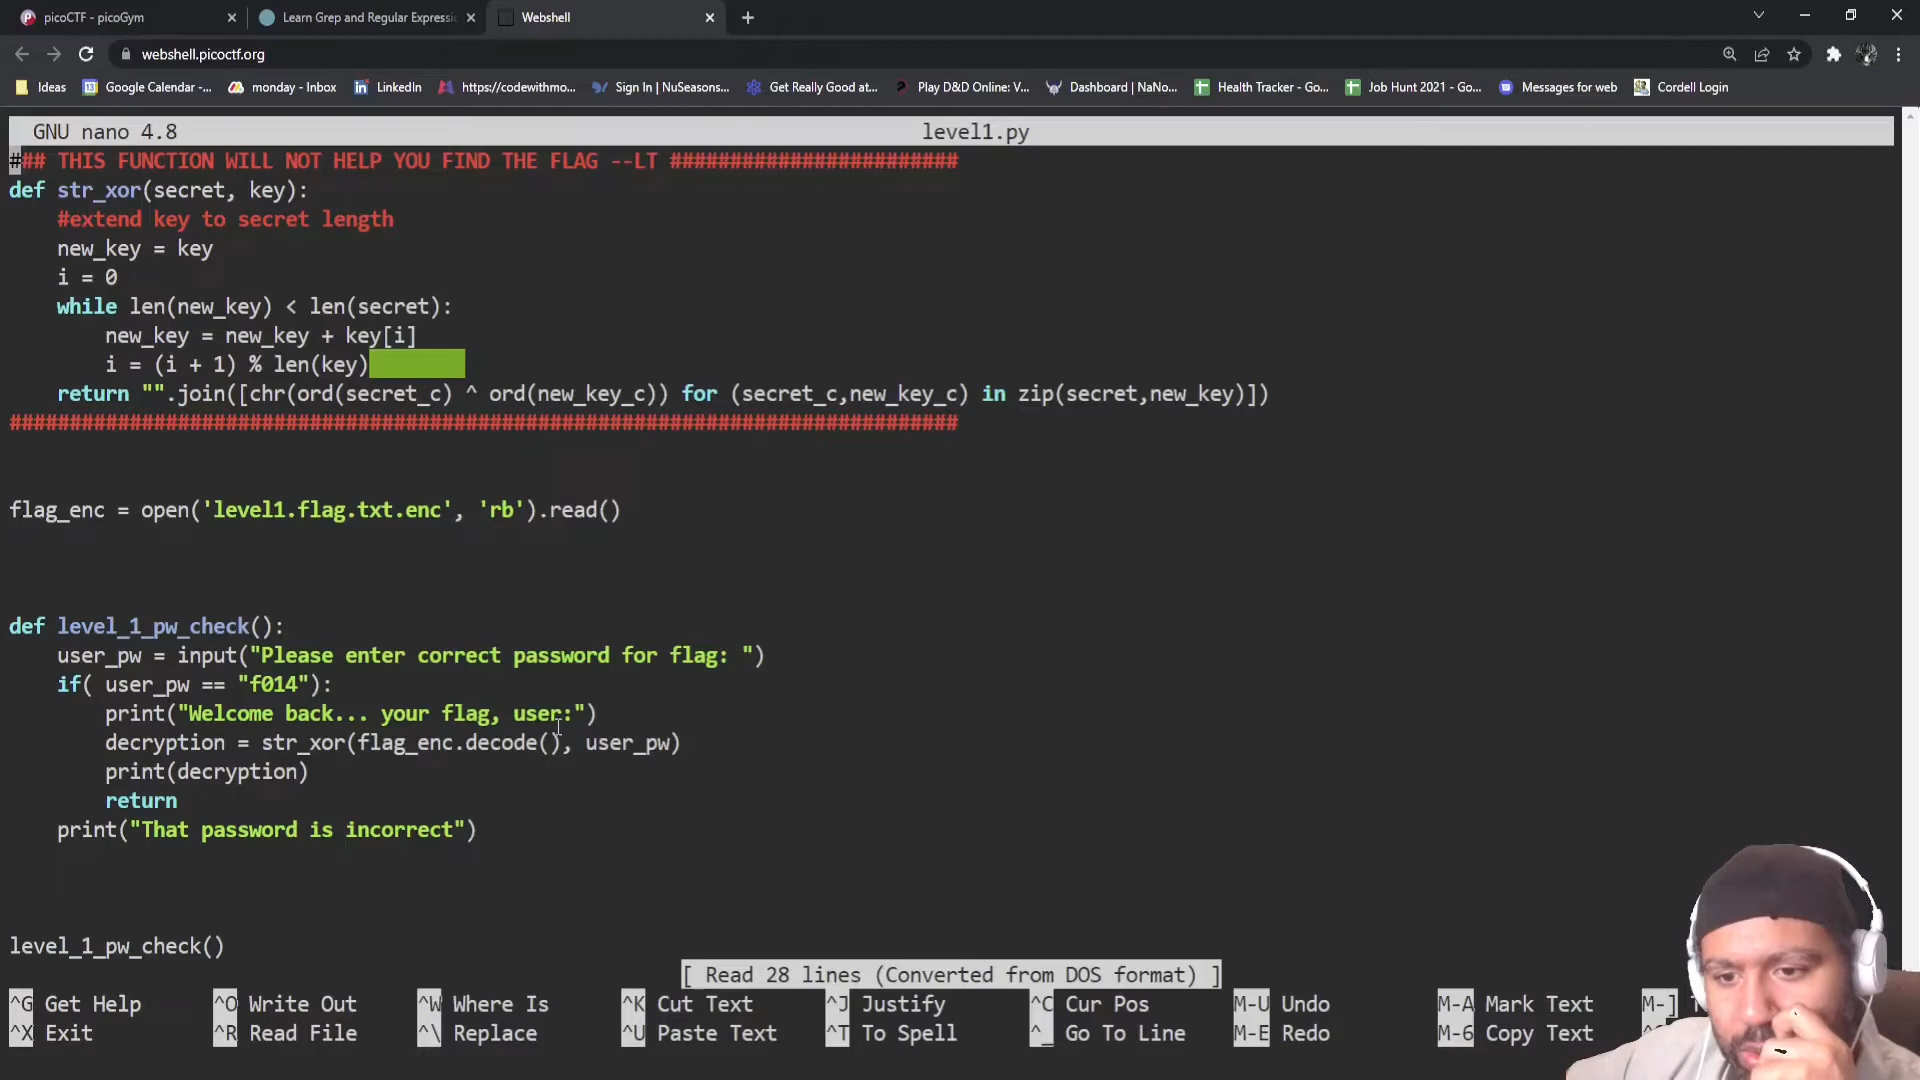 picoCTF - picoGym
Learn Grep and Regular Expressi
Webshell
webshell.picoctf.org
Ideas
Google Calendar -...
monday - Inbox
LinkedIn
https://codewithmo...
Sign In | NuSeasons...
Get Really Good at...
Play D&D Online: V...
Dashboard | NaNo...
Health Tracker - Go...
Job Hunt 2021 - Go...
Messages for web
Cordell Login
GNU nano 4.8
level1.py
### THIS FUNCTION WILL NOT HELP YOU FIND THE FLAG --LT ########################
def str_xor(secret, key):
    #extend key to secret length
    new_key = key
    i = 0
    while len(new_key) < len(secret):
        new_key = new_key + key[i]
        i = (i + 1) % len(key)
    return "".join([chr(ord(secret_c) ^ ord(new_key_c)) for (secret_c,new_key_c) in zip(secret,new_key)])
###############################################################################
flag_enc = open('level1.flag.txt.enc', 'rb').read()
def level_1_pw_check():
    user_pw = input("Please enter correct password for flag: ")
    if( user_pw == "f014"):
        print("Welcome back... your flag, user:")
        decryption = str_xor(flag_enc.decode(), user_pw)
        print(decryption)
        return
    print("That password is incorrect")
level_1_pw_check()
[ Read 28 lines (Converted from DOS format) ]
^G Get Help ^O Write Out ^W Where Is ^K Cut Text ^J Justify ^C Cur Pos M-U Undo M-A Mark Text M-]
^X Exit ^R Read File ^\ Replace ^U Paste Text ^T To Spell ^_ Go To Line M-E Redo M-6 Copy Text